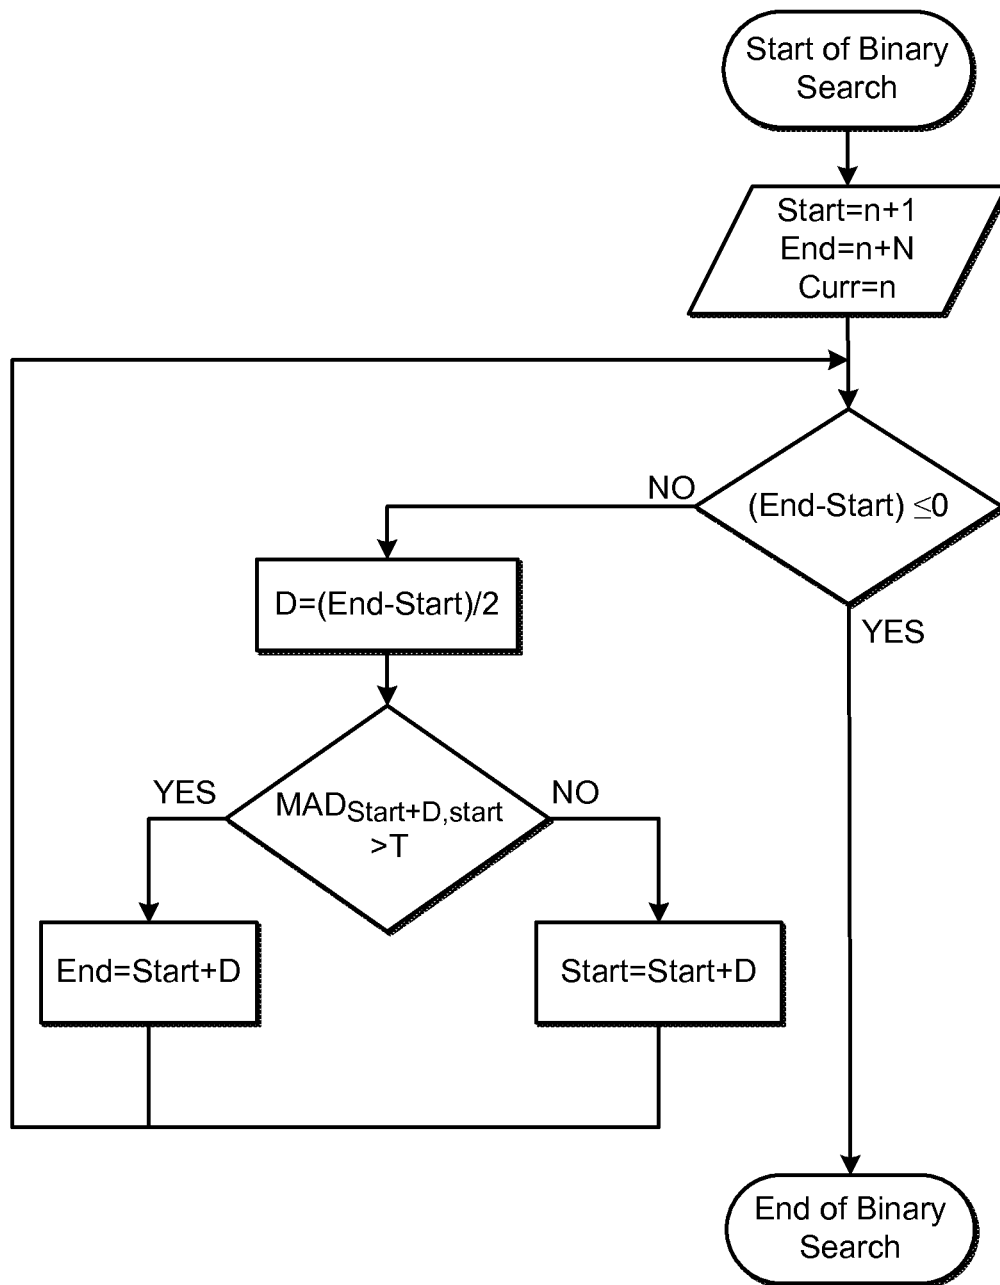 Start of Binary
Search
Start=n+1
End=n+N
Curr=n
(End-Start) ≤0
NO
YES
D=(End-Start)/2
MADStart+D,start
>T
YES
NO
End=Start+D
Start=Start+D
End of Binary
Search